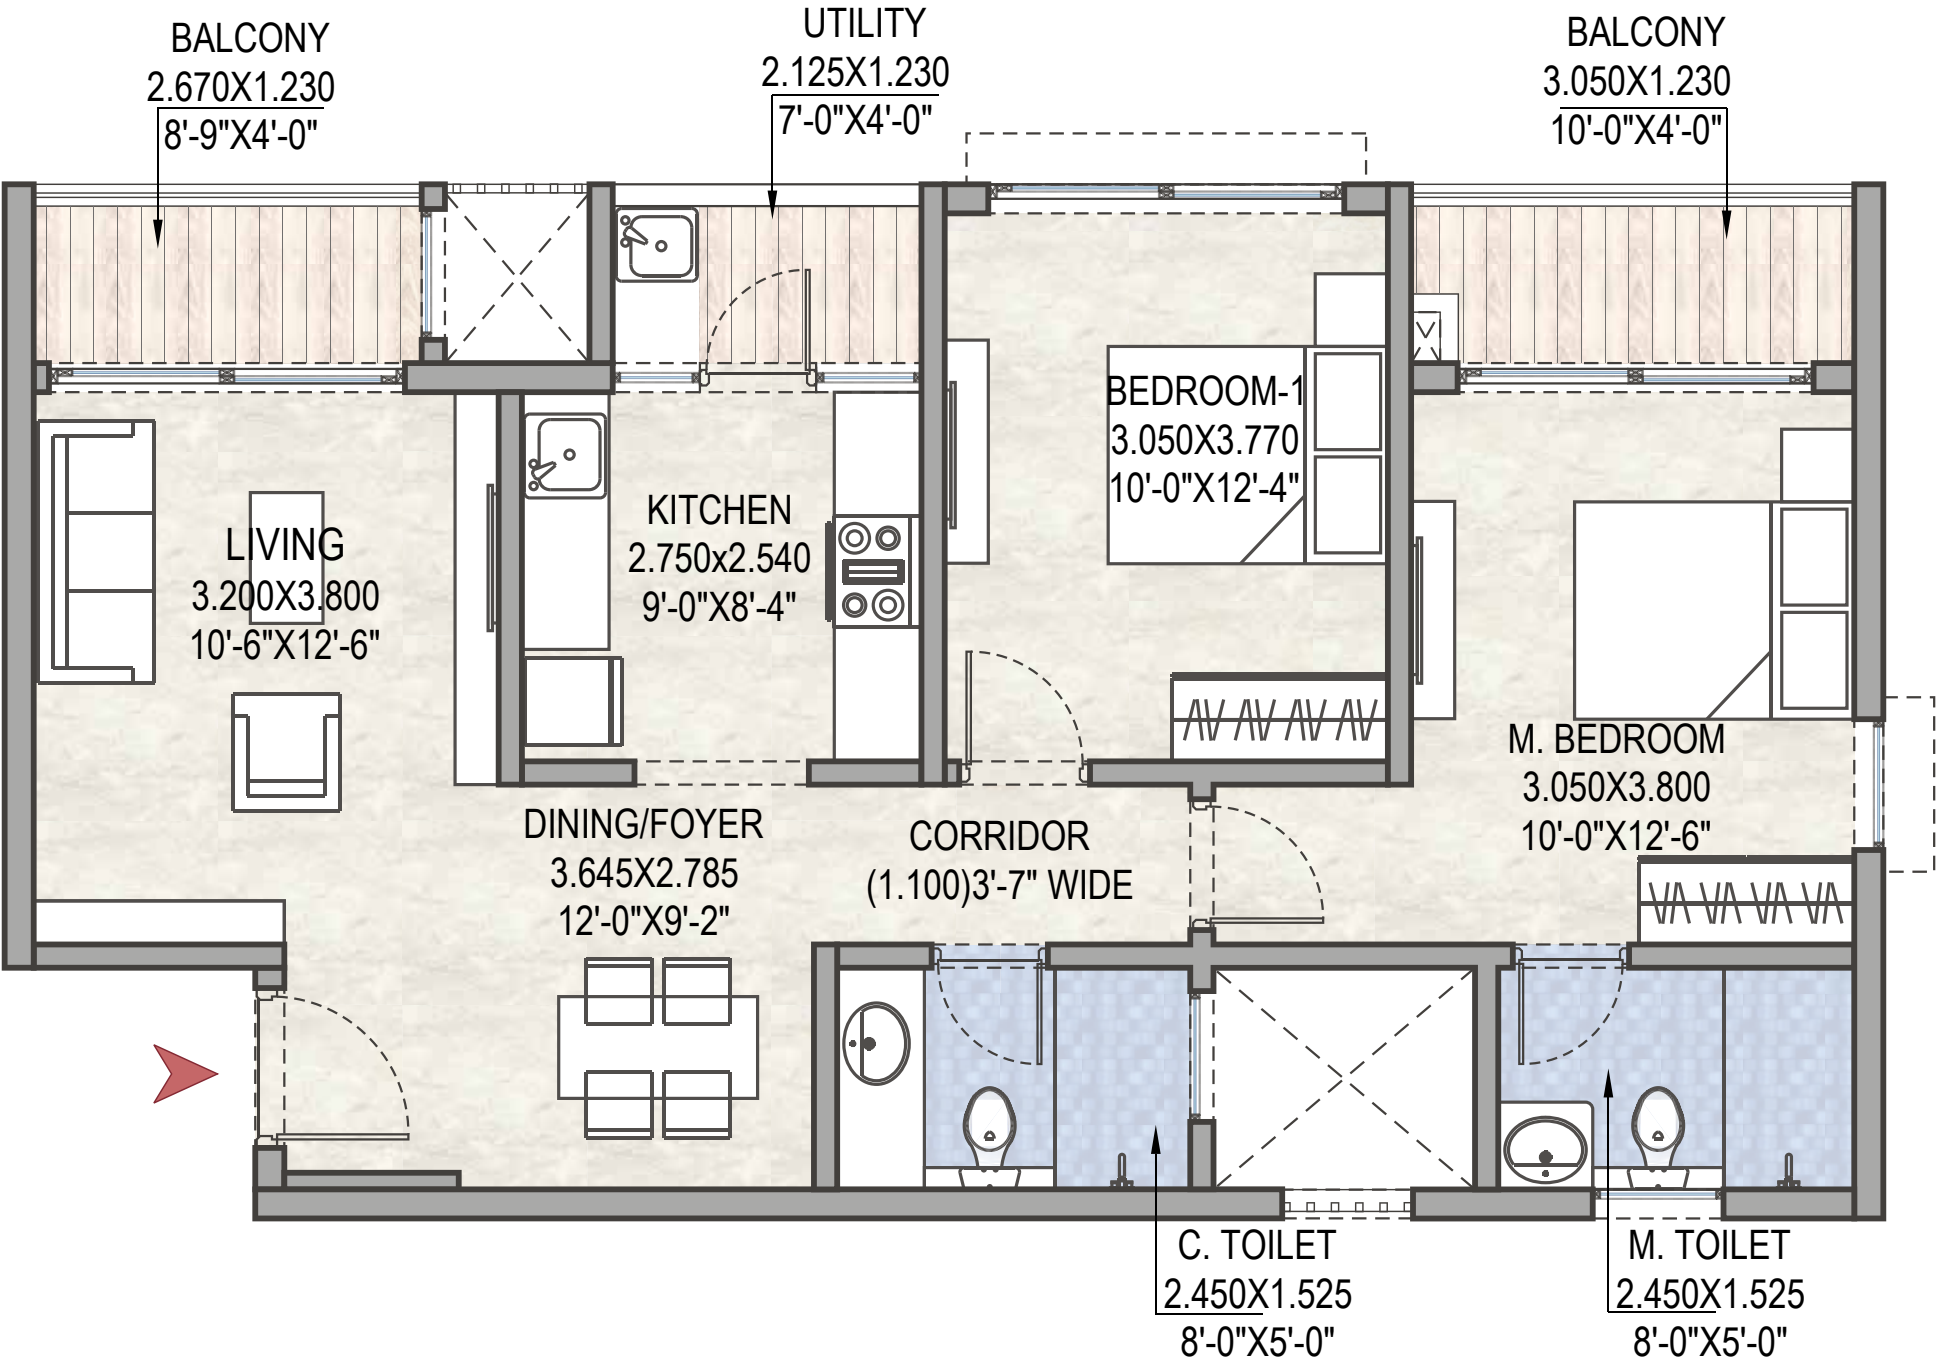 BALCONY
2.670X1.230
8'-9"X4'-0"
UTILITY
2.125X1.230
7'-0"X4'-0"
BALCONY
3.050X1.230
10'-0"X4'-0"
BEDROOM-1
3.050X3.770
10'-0"X12'-4"
KITCHEN
2.750x2.540
9'-0"X8'-4"
LIVING
3.200X3.800
10'-6"X12'-6"
M. BEDROOM
3.050X3.800
10'-0"X12'-6"
DINING/FOYER
3.645X2.785
12'-0"X9'-2"
CORRIDOR
(1.100)3'-7" WIDE
C. TOILET
2.450X1.525
8'-0"X5'-0"
M. TOILET
2.450X1.525
8'-0"X5'-0"